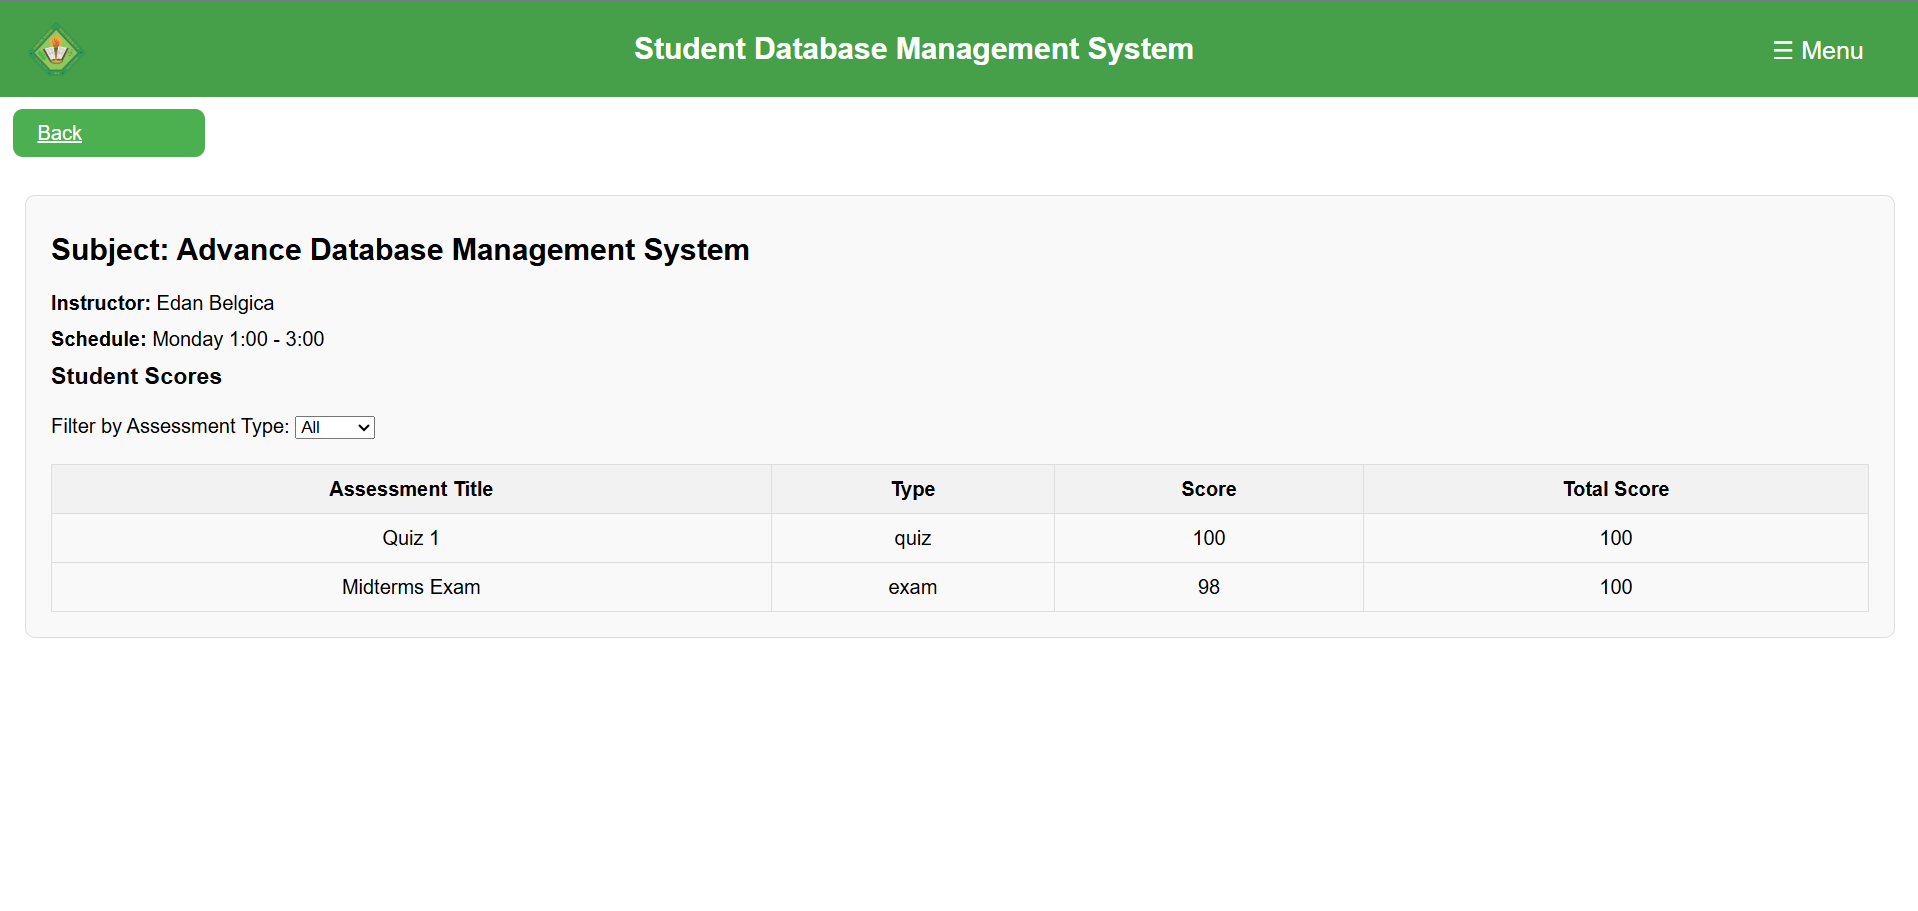 Student Database Management System
☰ Menu
Back
Subject: Advance Database Management System
Instructor: Edan Belgica
Schedule: Monday 1:00 - 3:00
Student Scores
Filter by Assessment Type: All
Assessment Title Type Score Total Score
Quiz 1 quiz 100 100
Midterms Exam exam 98 100